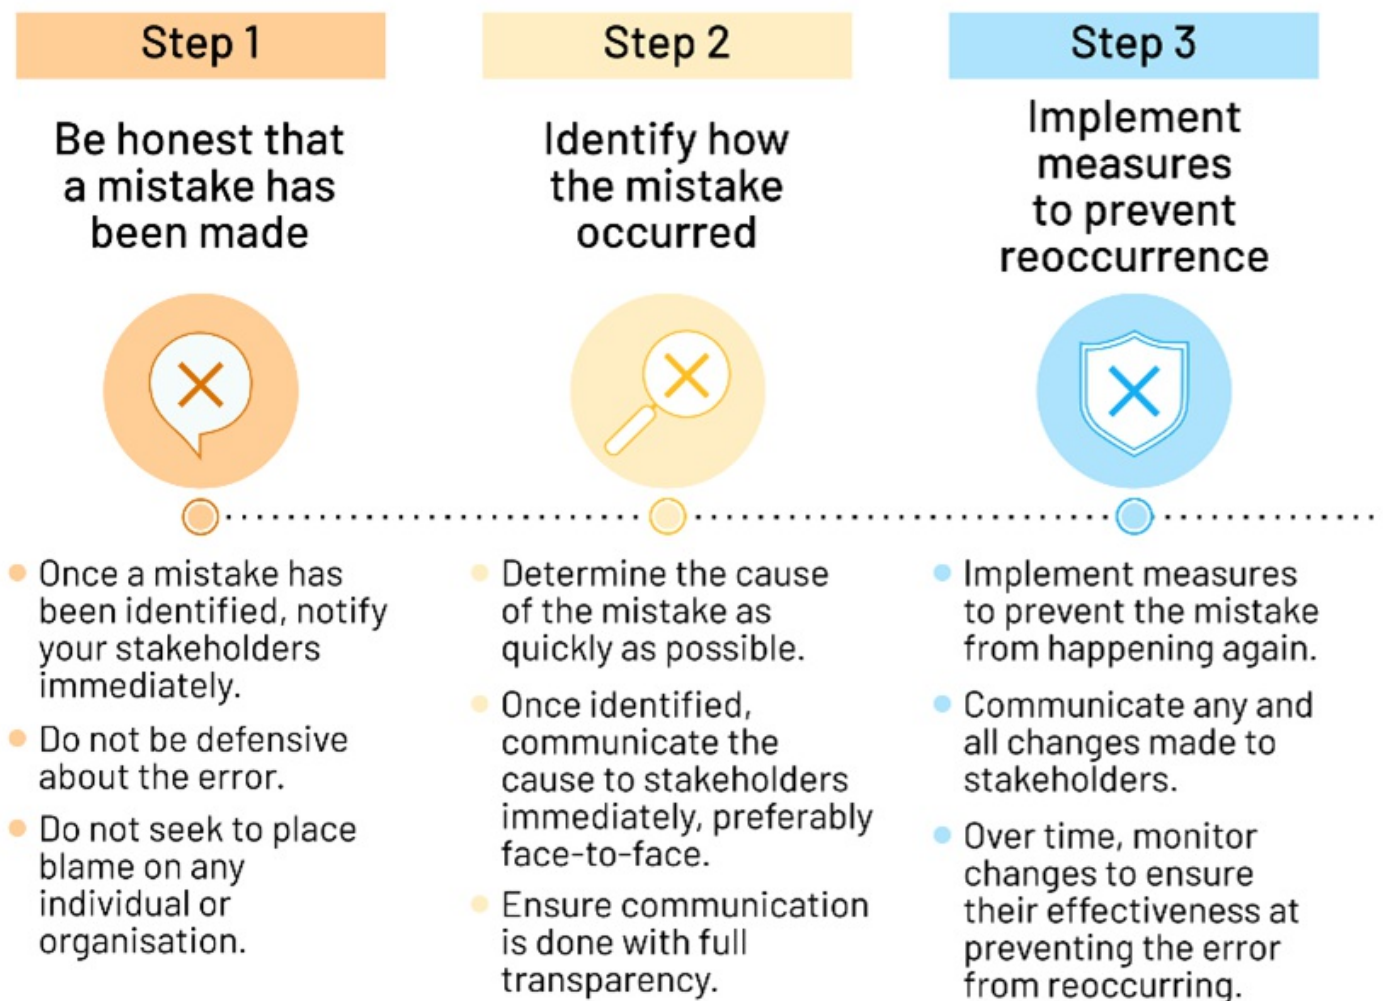 Step 1
Be honest that
a mistake has
been made
Once a mistake has
been identified, notify
your stakeholders
immediately.
Do not be defensive
about the error.
Do not seek to place
blame on any
individual or
organisation.
Step 2
Identify how
the mistake
occurred
Determine the cause
of the mistake as
quickly as possible.
Once identified,
communicate the
cause to stakeholders
immediately, preferably
face-to-face.
Ensure communication
is done with full
transparency.
Step 3
Implement
measures
to prevent
reoccurrence
Implement measures
to prevent the mistake
from happening again.
Communicate any and
all changes made to
stakeholders.
Over time, monitor
changes to ensure
their effectiveness at
preventing the error
from reoccurring.